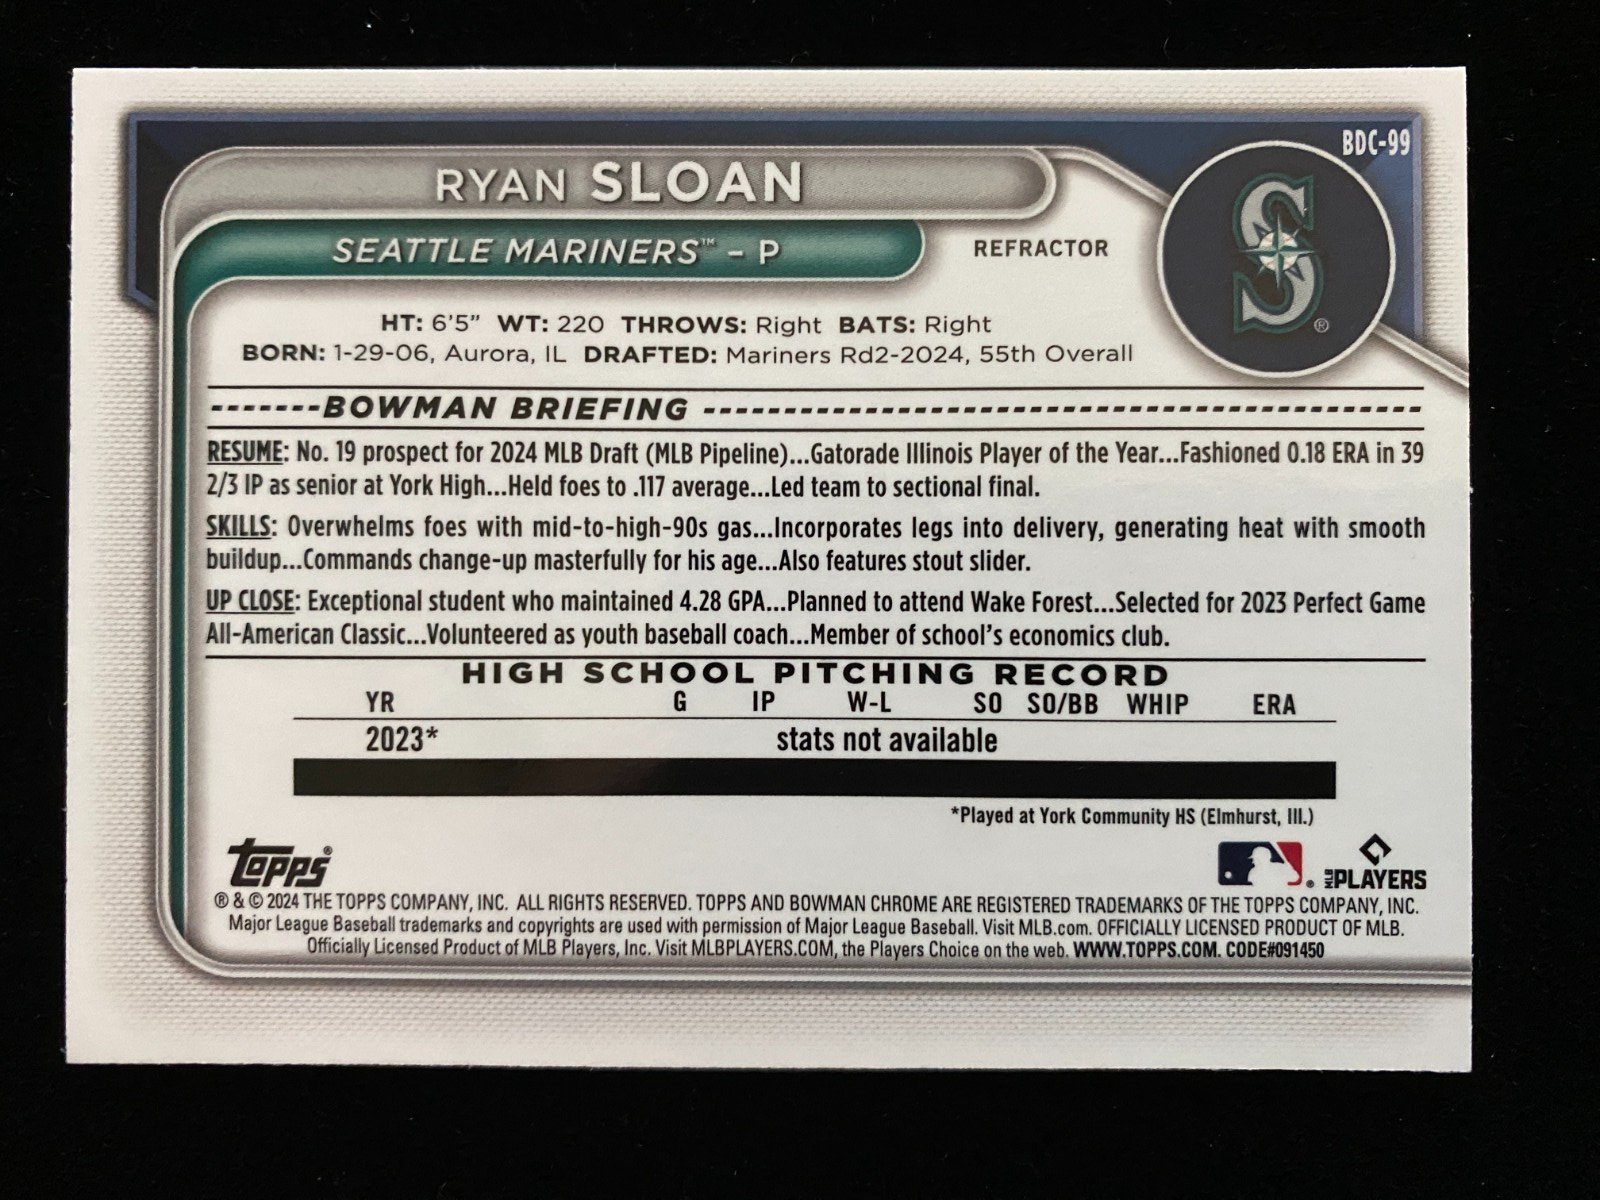 BDC-99
RYAN SLOAN
SEATTLE MARINERS™ - P
REFRACTOR
S
®
HT: 6'5" WT: 220 THROWS: Right BATS: Right
BORN: 1-29-06, Aurora, IL DRAFTED: Mariners Rd2-2024, 55th Overall
-------BOWMAN BRIEFING ---------------------------------------------
RESUME: No. 19 prospect for 2024 MLB Draft (MLB Pipeline)...Gatorade Illinois Player of the Year...Fashioned 0.18 ERA in 39
2/3 IP as senior at York High...Held foes to .117 average...Led team to sectional final.
SKILLS: Overwhelms foes with mid-to-high-90s gas...Incorporates legs into delivery, generating heat with smooth
buildup...Commands change-up masterfully for his age...Also features stout slider.
UP CLOSE: Exceptional student who maintained 4.28 GPA...Planned to attend Wake Forest...Selected for 2023 Perfect Game
All-American Classic...Volunteered as youth baseball coach...Member of school's economics club.
HIGH SCHOOL PITCHING RECORD
YR G IP W-L SO SO/BB WHIP ERA
2023* stats not available
*Played at York Community HS (Elmhurst, Ill.)
Topps®
® MLB PLAYERS
® & © 2024 THE TOPPS COMPANY, INC. ALL RIGHTS RESERVED. TOPPS AND BOWMAN CHROME ARE REGISTERED TRADEMARKS OF THE TOPPS COMPANY, INC.
Major League Baseball trademarks and copyrights are used with permission of Major League Baseball. Visit MLB.com. OFFICIALLY LICENSED PRODUCT OF MLB.
Officially Licensed Product of MLB Players, Inc. Visit MLBPLAYERS.COM, the Players Choice on the web. WWW.TOPPS.COM. CODE#091450